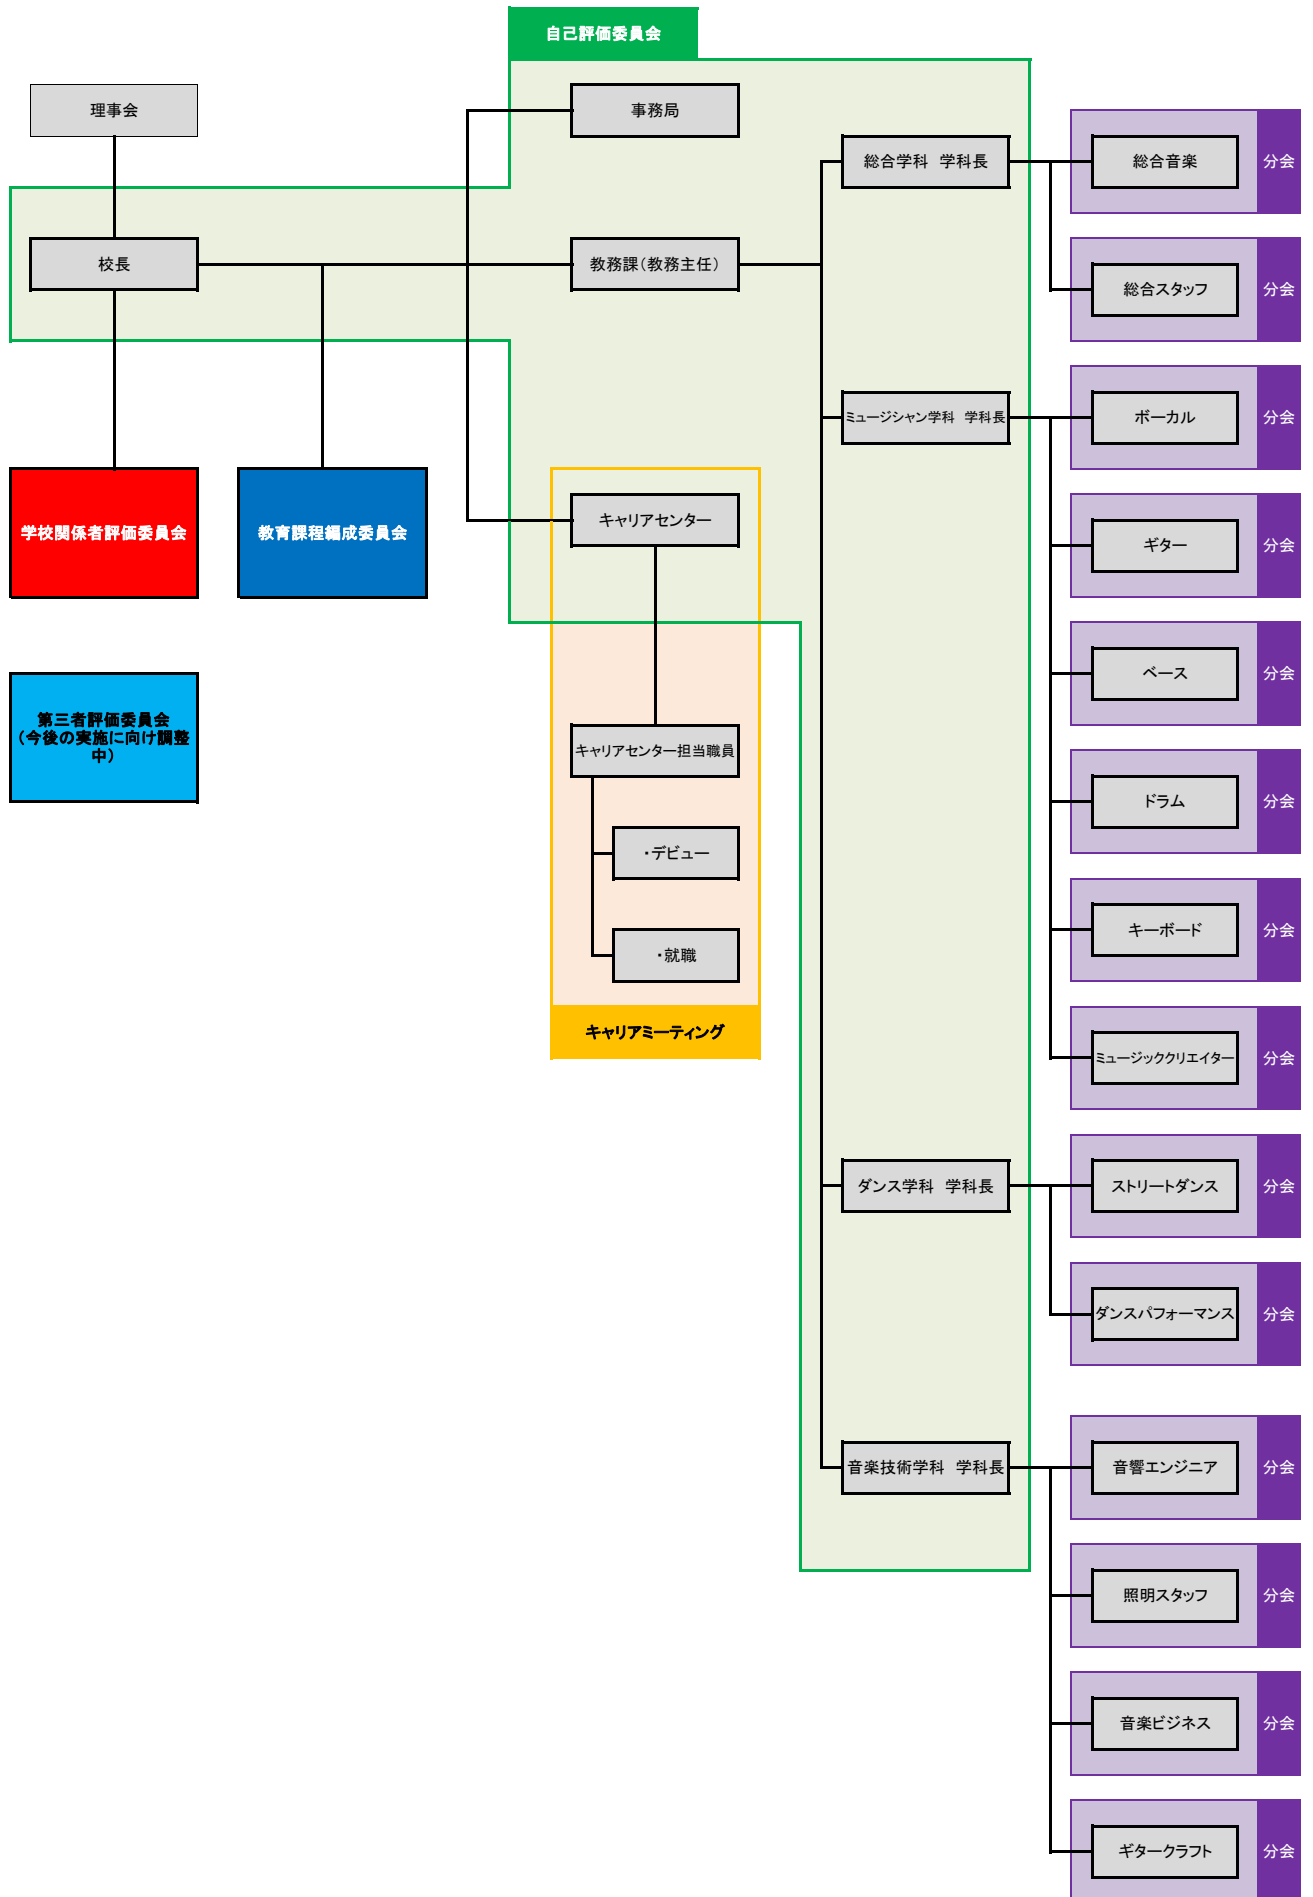 自己評価委員会
理事会
事務局
総合学科　学科長
総合音楽
分会
校長
教務課（教務主任）
総合スタッフ
分会
ミュージシャン学科　学科長
ボーカル
分会
学校関係者評価委員会
教育課程編成委員会
キャリアセンター
ギター
分会
ベース
分会
第三者評価委員会
（今後の実施に向け調整
中）
キャリアセンター担当職員
ドラム
分会
・デビュー
・就職
キーボード
分会
キャリアミーティング
ミュージッククリエイター
分会
ダンス学科　学科長
ストリートダンス
分会
ダンスパフォーマンス
分会
音楽技術学科　学科長
音響エンジニア
分会
照明スタッフ
分会
音楽ビジネス
分会
ギタークラフト
分会